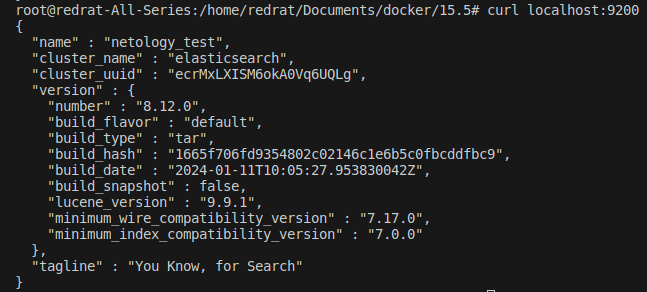 root@redrat-All-Series:/home/redrat/Documents/docker/15.5# curl localhost:9200
{
  "name" : "netology_test",
  "cluster_name" : "elasticsearch",
  "cluster_uuid" : "ecrMxLXISM6okA0Vq6UQLg",
  "version" : {
    "number" : "8.12.0",
    "build_flavor" : "default",
    "build_type" : "tar",
    "build_hash" : "1665f706fd9354802c02146c1e6b5c0fbcddfbc9",
    "build_date" : "2024-01-11T10:05:27.953830042Z",
    "build_snapshot" : false,
    "lucene_version" : "9.9.1",
    "minimum_wire_compatibility_version" : "7.17.0",
    "minimum_index_compatibility_version" : "7.0.0"
  },
  "tagline" : "You Know, for Search"
}